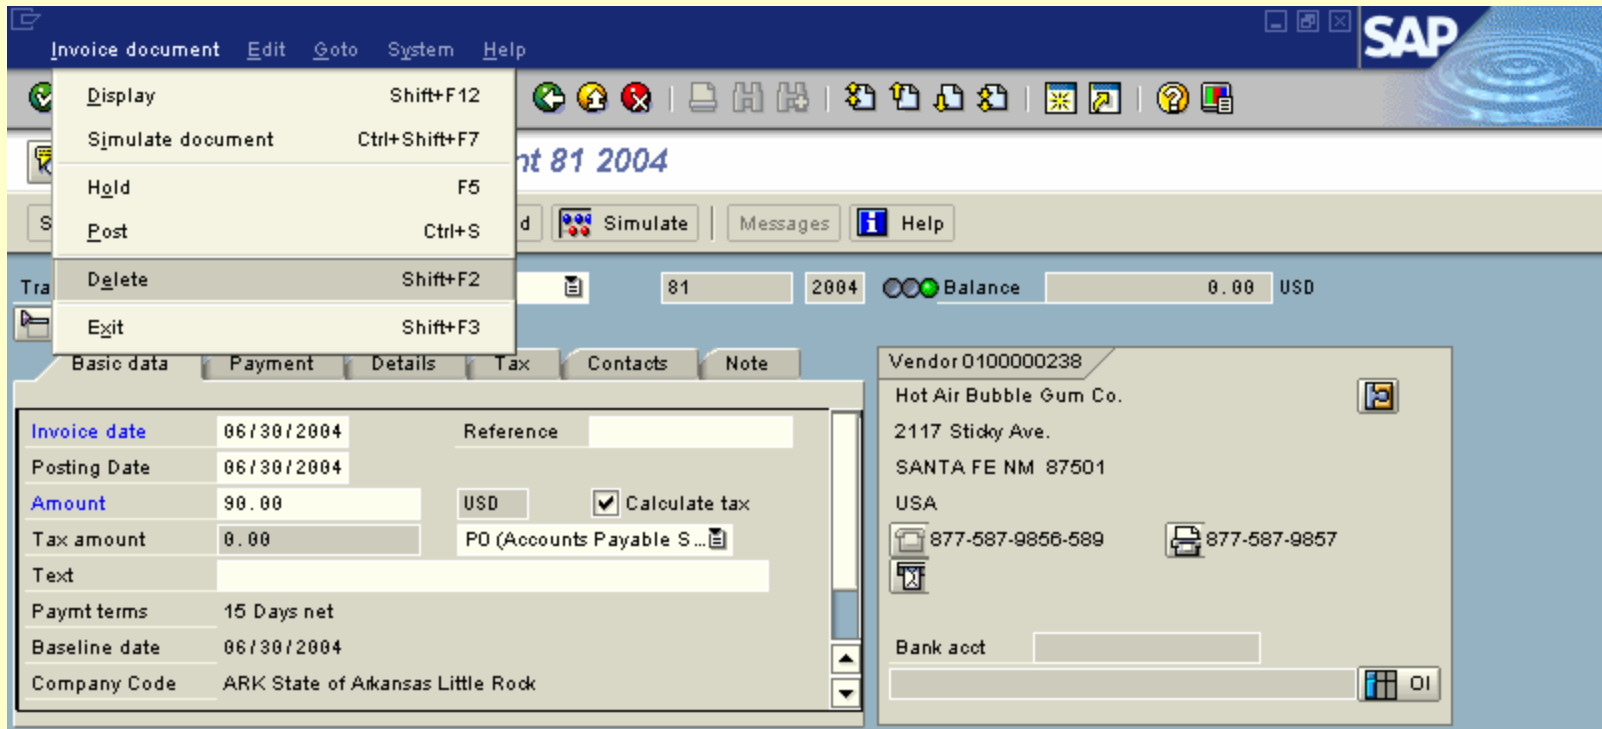 SAP
Invoice document Edit Goto System Help
Display Shift+F12
Simulate document Ctrl+Shift+F7
Hold F5
Post Ctrl+S
Delete Shift+F2
Exit Shift+F3
nt 81 2004
S d Simulate Messages Help
Tra 81 2004 Balance 0.00 USD
Basic data Payment Details Tax Contacts Note
Invoice date 06/30/2004 Reference
Posting Date 06/30/2004
Amount 90.00 USD Calculate tax
Tax amount 0.00 PO (Accounts Payable S...
Text
Paymt terms 15 Days net
Baseline date 06/30/2004
Company Code ARK State of Arkansas Little Rock
Vendor 0100000238
Hot Air Bubble Gum Co.
2117 Sticky Ave.
SANTA FE NM 87501
USA
877-587-9856-589 877-587-9857
Bank acct
OI